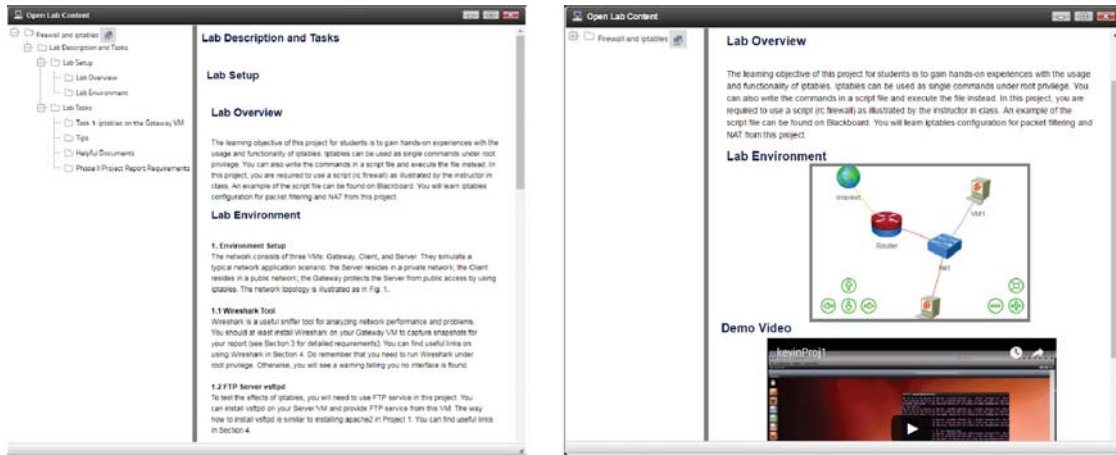 Open Lab Content
Firewall and iptables
Lab Description and Tasks
Lab Setup
Lab Overview
Lab Environment
Lab Tasks
Task 1: iptables on the Gateway VM
Tips
Helpful Documents
Phase II Project Report Requirements
Lab Description and Tasks
Lab Setup
Lab Overview
The learning objective of this project for students is to gain hands-on experiences with the
usage and functionality of iptables. Iptables can be used as single commands under root
privilege. You can also write the commands in a script file and execute the file instead. In
this project, you are required to use a script (rc.firewall) as illustrated by the instructor in
class. An example of the script file can be found on Blackboard. You will learn iptables
configuration for packet filtering and NAT from this project.
Lab Environment
1. Environment Setup
The network consists of three VMs: Gateway, Client, and Server. They simulate a
typical network application scenario: the Server resides in a private network; the Client
resides in a public network; the Gateway protects the Server from public access by using
iptables. The network topology is illustrated as in Fig. 1.
1.1 Wireshark Tool
Wireshark is a useful sniffer tool for analyzing network performance and problems.
You should at least install Wireshark on your Gateway VM to capture snapshots for
your report (see Section 3 for detailed requirements). You can find useful links on
using Wireshark in Section 4. Do remember that you need to run Wireshark under
root privilege. Otherwise, you will see a warning telling you no interface is found.
1.2 FTP Server vsftpd
To test the effects of iptables, you will need to use FTP service in this project. You
can install vsftpd on your Server VM and provide FTP service from this VM. The way
how to install vsftpd is similar to installing apache2 in Project 1. You can find useful links
in Section 4.
Open Lab Content
Firewall and iptables
Lab Overview
The learning objective of this project for students is to gain hands-on experiences with the usage
and functionality of iptables. Iptables can be used as single commands under root privilege. You
can also write the commands in a script file and execute the file instead. In this project, you are
required to use a script (rc.firewall) as illustrated by the instructor in class. An example of the
script file can be found on Blackboard. You will learn iptables configuration for packet filtering and
NAT from this project.
Lab Environment
Internet
VM1
Router
Net
Demo Video
kevinProj1